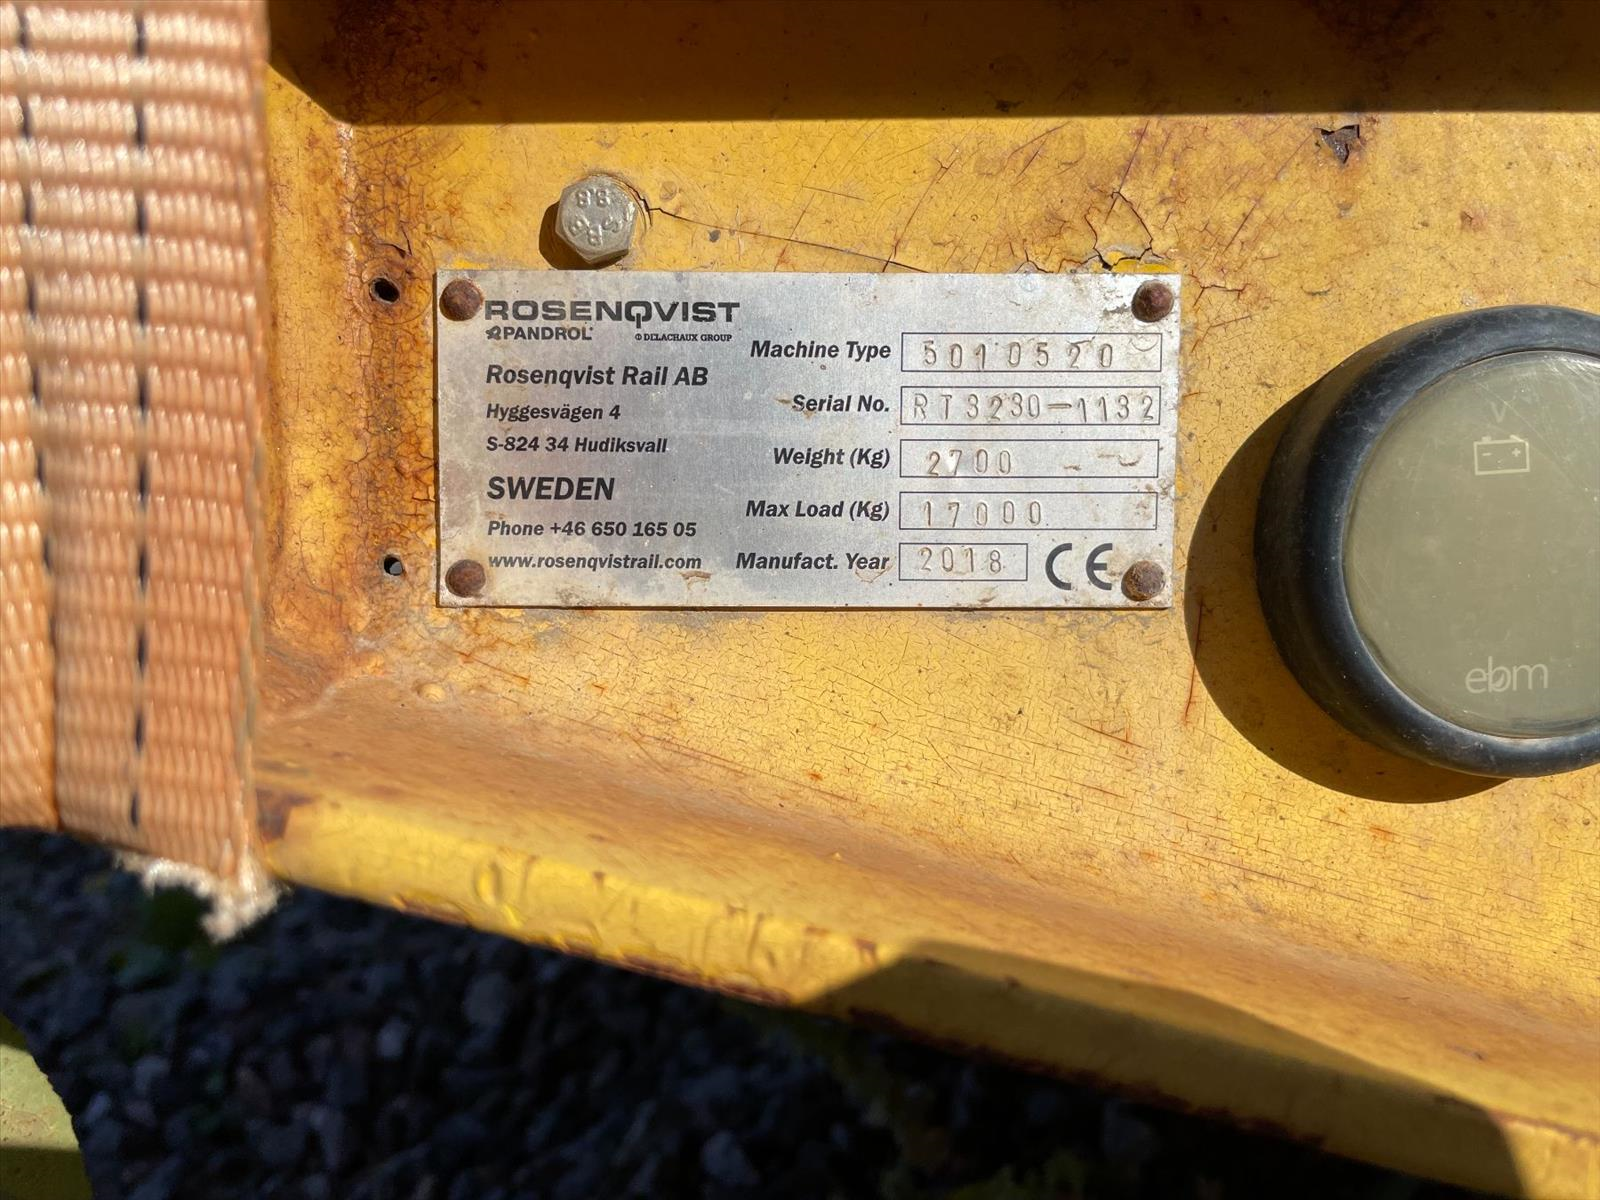 ROSENQVIST
PANDROL
DELACHAUX GROUP
Rosenqvist Rail AB
Hyggesvägen 4
S-824 34 Hudiksvall
SWEDEN
Phone +46 650 165 05
www.rosenqvistrail.com
Machine Type 5010520
Serial No. RT3230-1132
Weight (Kg) 2700
Max Load (Kg) 17000
Manufact. Year 2018 CE
8.8
V
- +
ebm